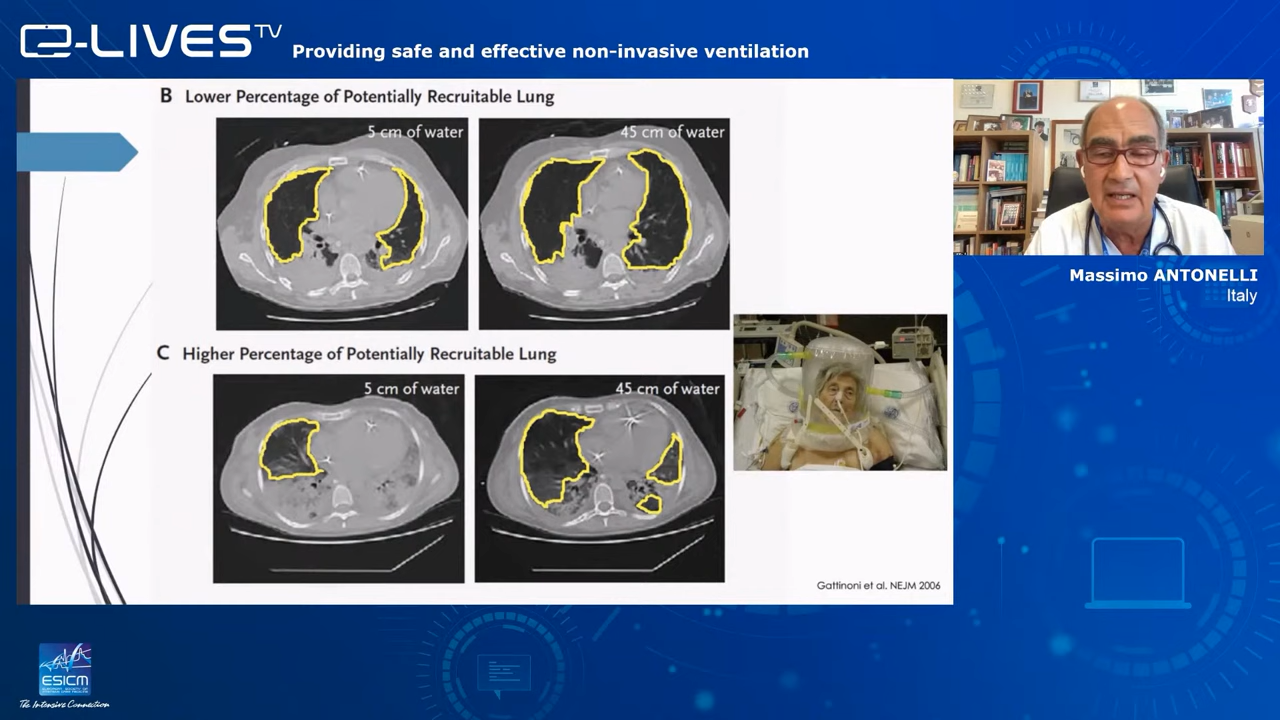 e-LIVES TV
Providing safe and effective non-invasive ventilation
B Lower Percentage of Potentially Recruitable Lung
5 cm of water
45 cm of water
Massimo ANTONELLI
Italy
C Higher Percentage of Potentially Recruitable Lung
5 cm of water
45 cm of water
Gattinoni et al. NEJM 2006
ESICM
The Intensive Connection